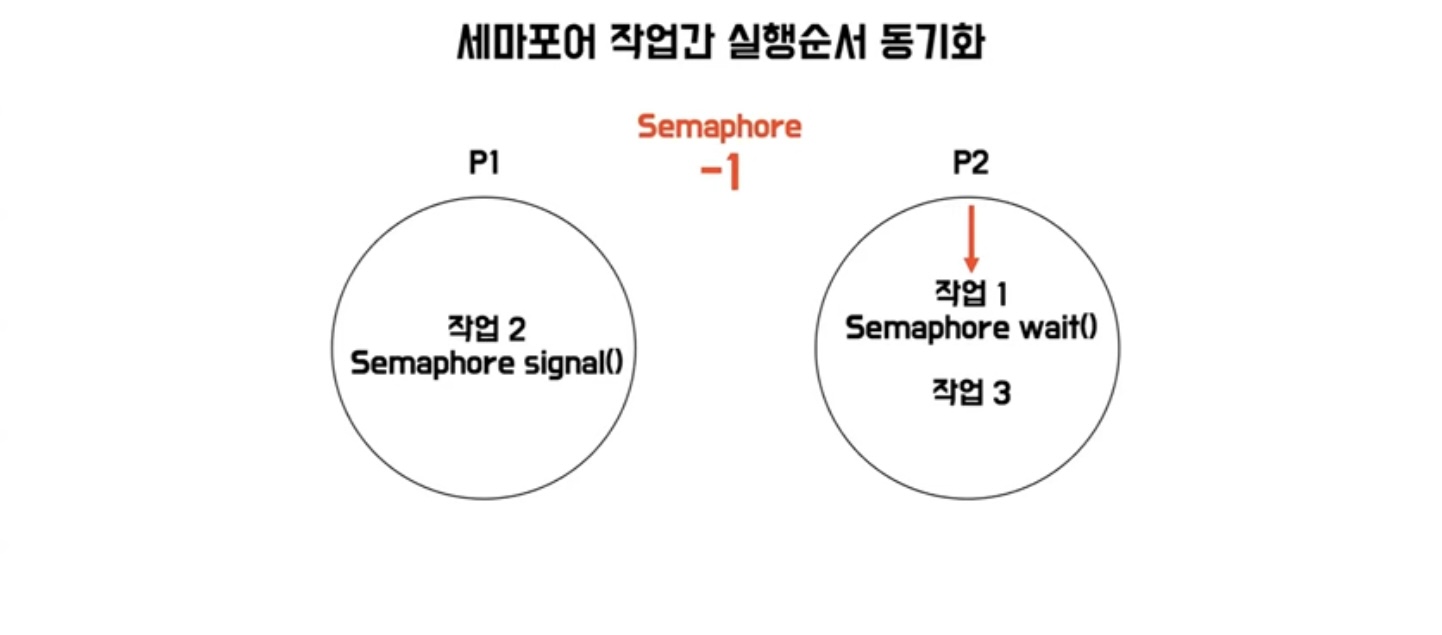 세마포어 작업간 실행순서 동기화
Semaphore
-1
P1
작업 2
Semaphore signal()
P2
작업 1
Semaphore wait()
작업 3